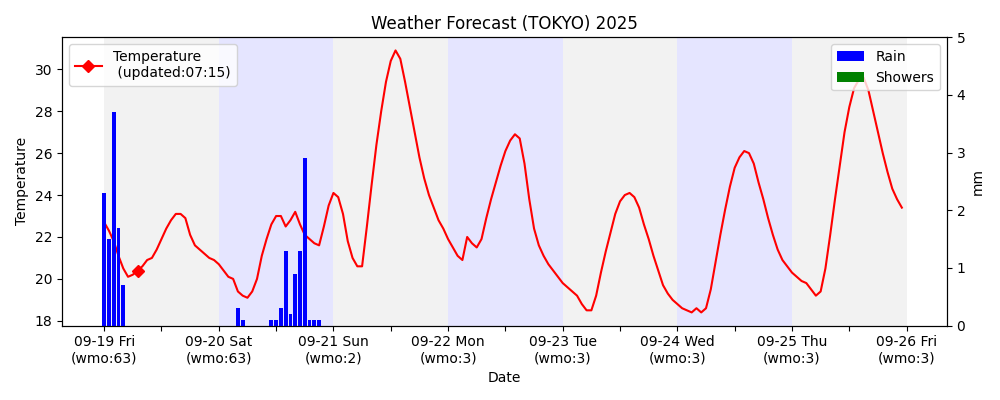 Weather Forecast (TOKYO) 2025
Temperature
(updated:07:15)
Rain
Showers
Temperature
30
28
26
24
22
20
18
5
4
3
2
1
0
mm
09-19 Fri
(wmo:63)
09-20 Sat
(wmo:63)
09-21 Sun
(wmo:2)
09-22 Mon
(wmo:3)
09-23 Tue
(wmo:3)
09-24 Wed
(wmo:3)
09-25 Thu
(wmo:3)
09-26 Fri
(wmo:3)
Date